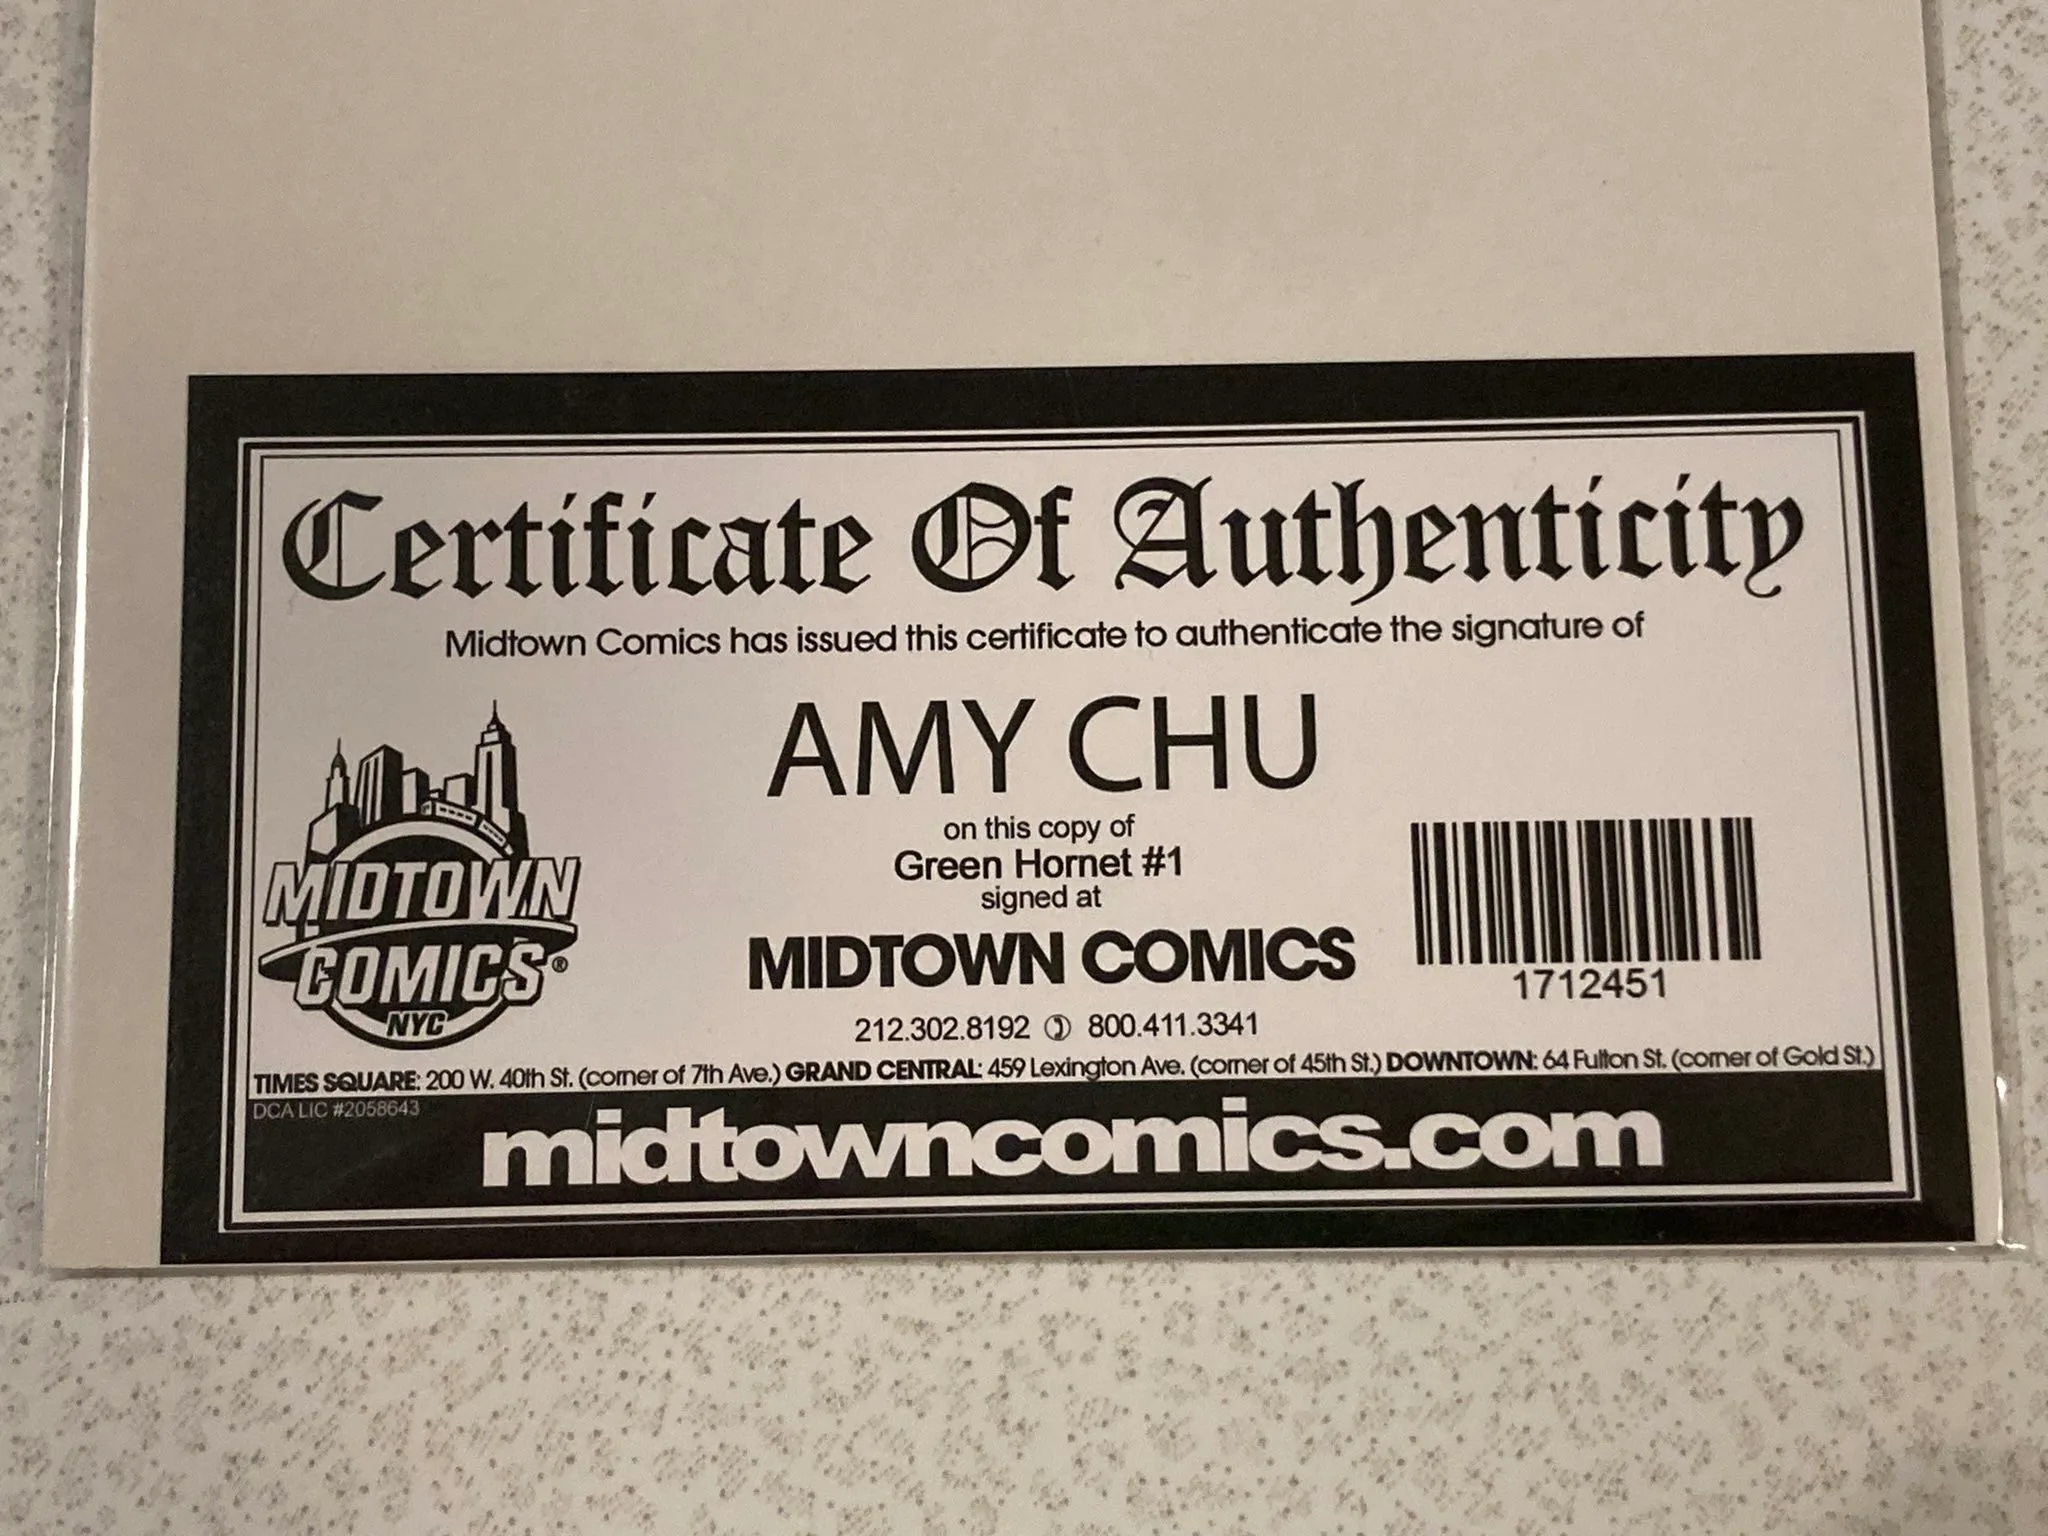 Certificate Of Authenticity
Midtown Comics has issued this certificate to authenticate the signature of
AMY CHU
on this copy of
Green Hornet #1
signed at
MIDTOWN COMICS
212.302.8192 800.411.3341
MIDTOWN
COMICS®
NYC
1712451
TIMES SQUARE: 200 W. 40th St. (corner of 7th Ave.) GRAND CENTRAL: 459 Lexington Ave. (corner of 45th St.) DOWNTOWN: 64 Fulton St. (corner of Gold St.)
DCA LIC #2058643
midtowncomics.com